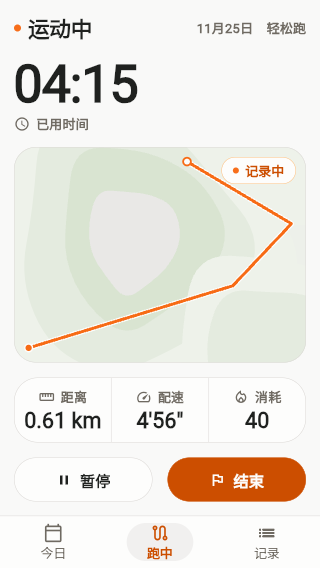 运动中
11月25日 轻松跑
04:15
已用时间
记录中
距离
0.61 km
配速
4'56"
消耗
40
暂停
结束
今日
跑中
记录